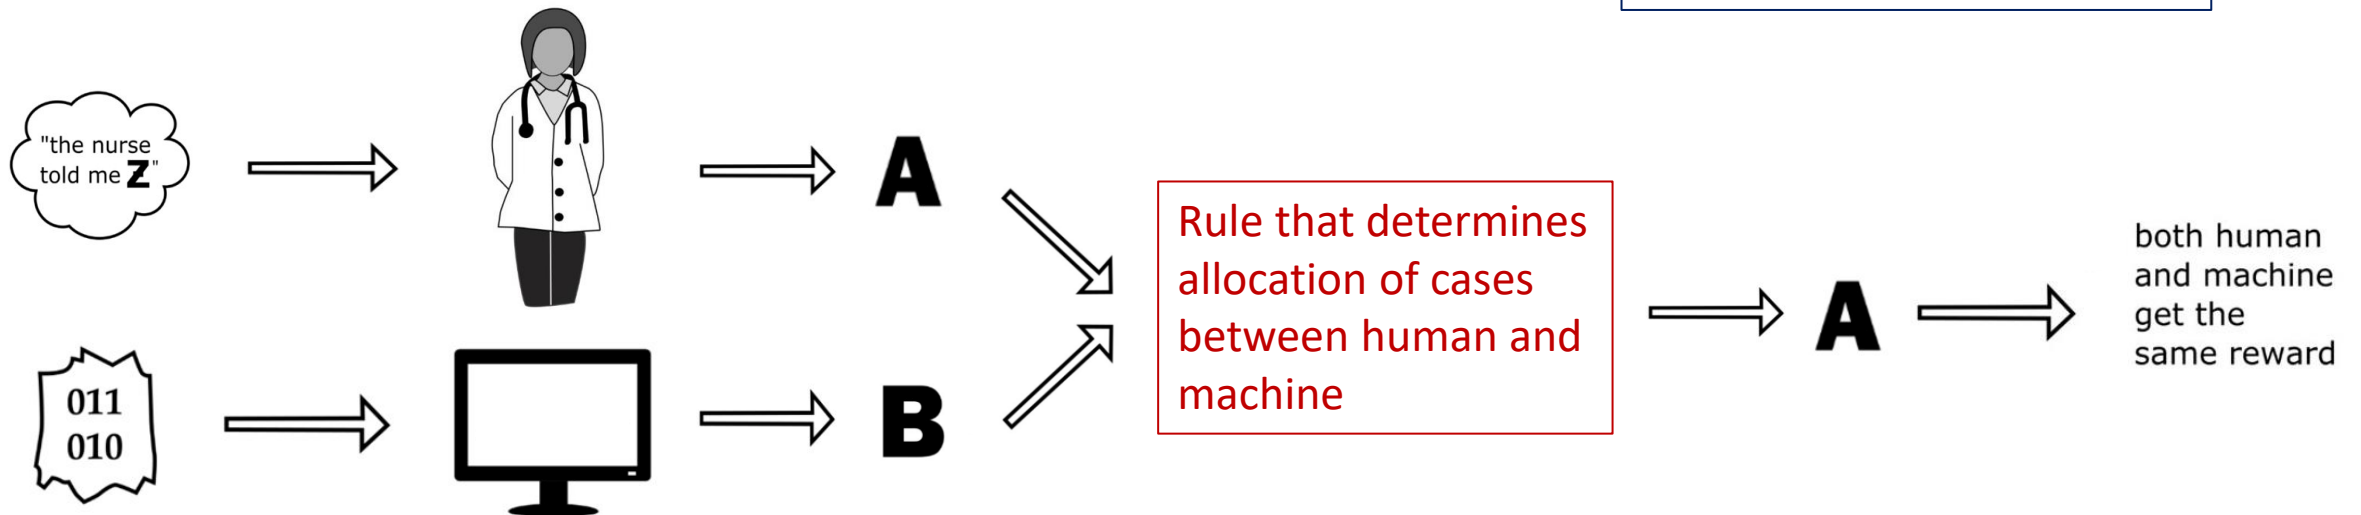 "the nurse
told me Z"
A
011
010
B
Rule that determines
allocation of cases
between human and
machine
A
both human
and machine
get the
same reward